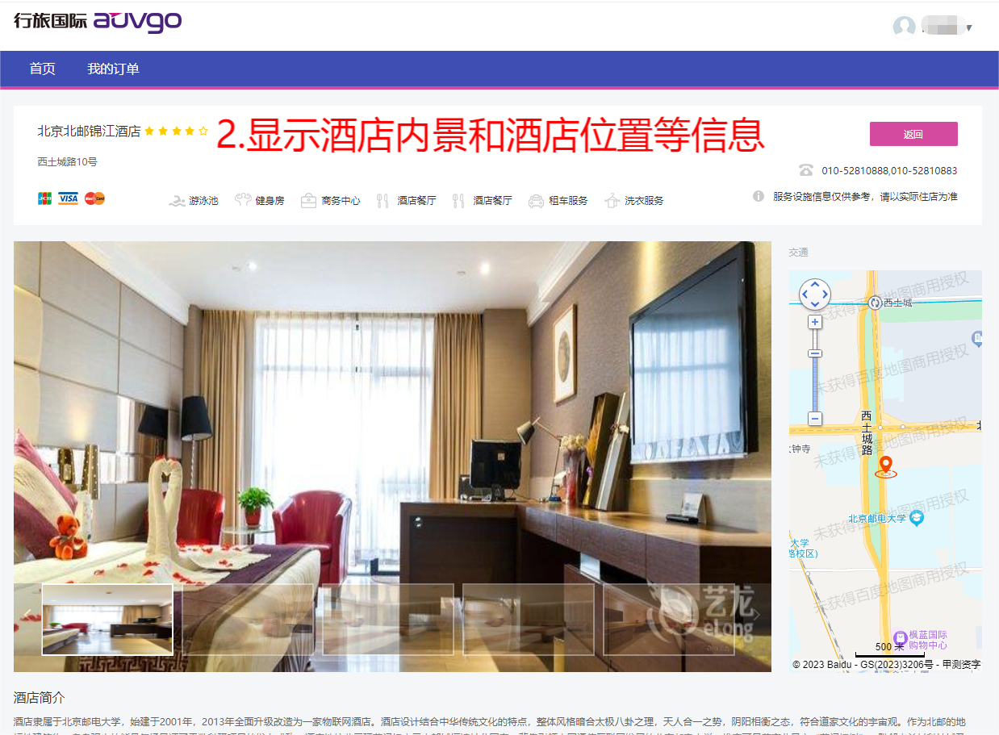 行旅国际 auvgo
首页 我的订单
北京北邮锦江酒店
2.显示酒店内景和酒店位置等信息
返回
西土城路10号
010-52810888,010-52810883
JCB VISA MasterCard
游泳池 健身房 商务中心 酒店餐厅 酒店餐厅 租车服务 洗衣服务
服务设施信息仅供参考，请以实际住店为准
交通
未获得百度地图商用授权
西土城
未获得百度地图商用授权
西土城路
未获得百度地图商用授权
钟寺
未获得百度地图商用授权
北京邮电大学
大学
路校区)
未获得百度地图商用授权
艺龙
eLong
枫蓝国际
购物中心
500 米
© 2023 Baidu - GS(2023)3206号 - 甲测资字
酒店简介
酒店隶属于北京邮电大学，始建于2001年，2013年全面升级改造为一家物联网酒店。酒店设计结合中华传统文化的特点，整体风格暗合太极八卦之理，天人合一之势，阴阳相衡之态，符合道家文化的宇宙观。作为北邮的地